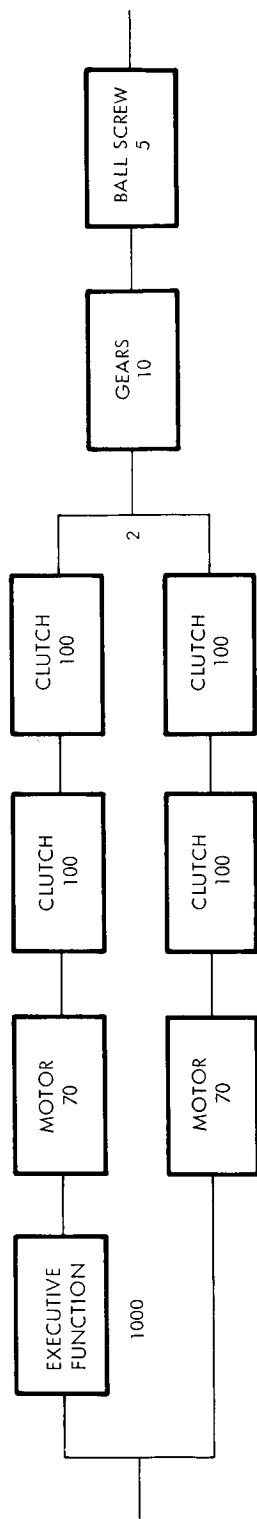 EXECUTIVE
FUNCTION
1000
MOTOR
70
CLUTCH
100
CLUTCH
100
MOTOR
70
CLUTCH
100
CLUTCH
100
2
GEARS
10
BALL SCREW
5